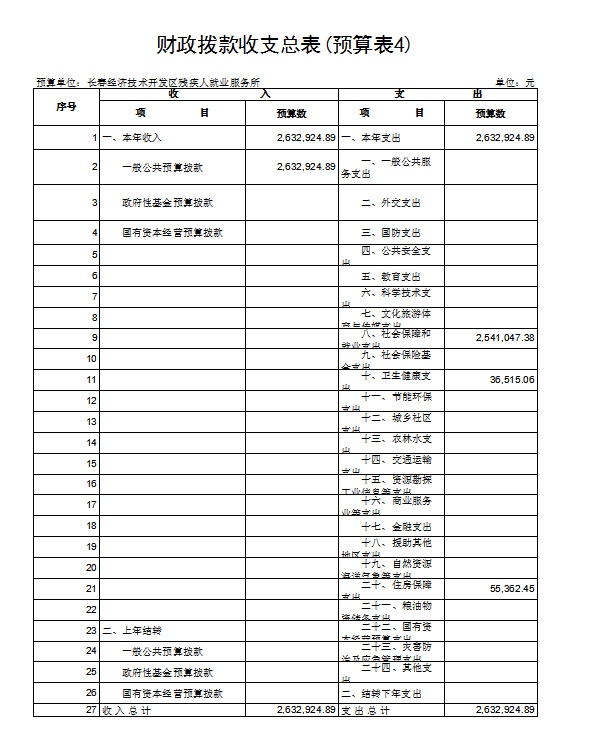 财政拨款收支总表(预算表4)
预算单位：长春经济技术开发区残疾人就业服务所 单位：元
序号 收 入 支 出
项 目 预算数 项 目 预算数
1 一、本年收入 2,632,924.89 一、本年支出 2,632,924.89
2 一般公共预算拨款 2,632,924.89 一、一般公共服
务支出
3 政府性基金预算拨款 二、外交支出
4 国有资本经营预算拨款 三、国防支出
5 四、公共安全支
出
6 五、教育支出
7 六、科学技术支
出
8 七、文化旅游体
育与传媒支出
9 八、社会保障和 2,541,047.38
就业支出
10 九、社会保险基
金支出
11 十、卫生健康支 36,515.06
出
12 十一、节能环保
支出
13 十二、城乡社区
支出
14 十三、农林水支
出
15 十四、交通运输
支出
16 十五、资源勘探
工业信息等支出
17 十六、商业服务
业等支出
18 十七、金融支出
19 十八、援助其他
地区支出
20 十九、自然资源
海洋气象等支出
21 二十、住房保障 55,362.45
支出
22 二十一、粮油物
资储备支出
23 二、上年结转 二十二、国有资
本经营预算支出
24 一般公共预算拨款 二十三、灾害防
治及应急管理支出
25 政府性基金预算拨款 二十四、其他支
出
26 国有资本经营预算拨款 二、结转下年支出
27 收入总计 2,632,924.89 支出总计 2,632,924.89